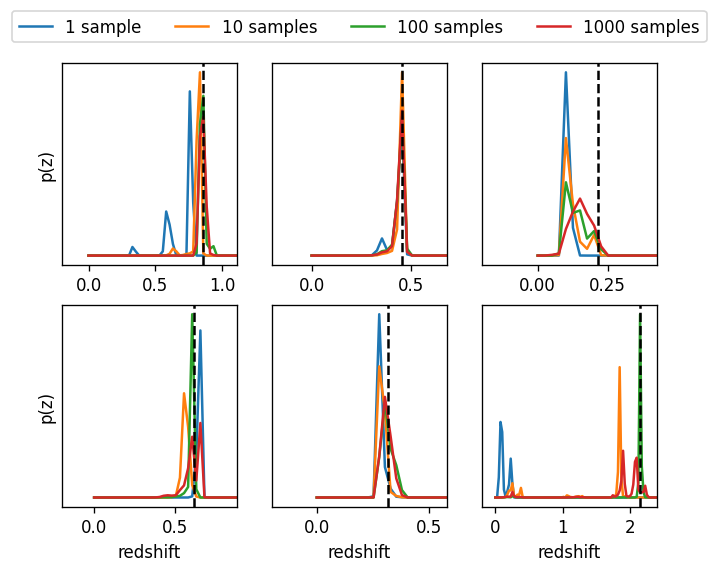 1 sample 10 samples 100 samples 1000 samples
p(z)
0.0 0.5 1.0
0.0 0.5
0.00 0.25
p(z)
0.0 0.5
0.0 0.5
0 1 2
redshift redshift redshift